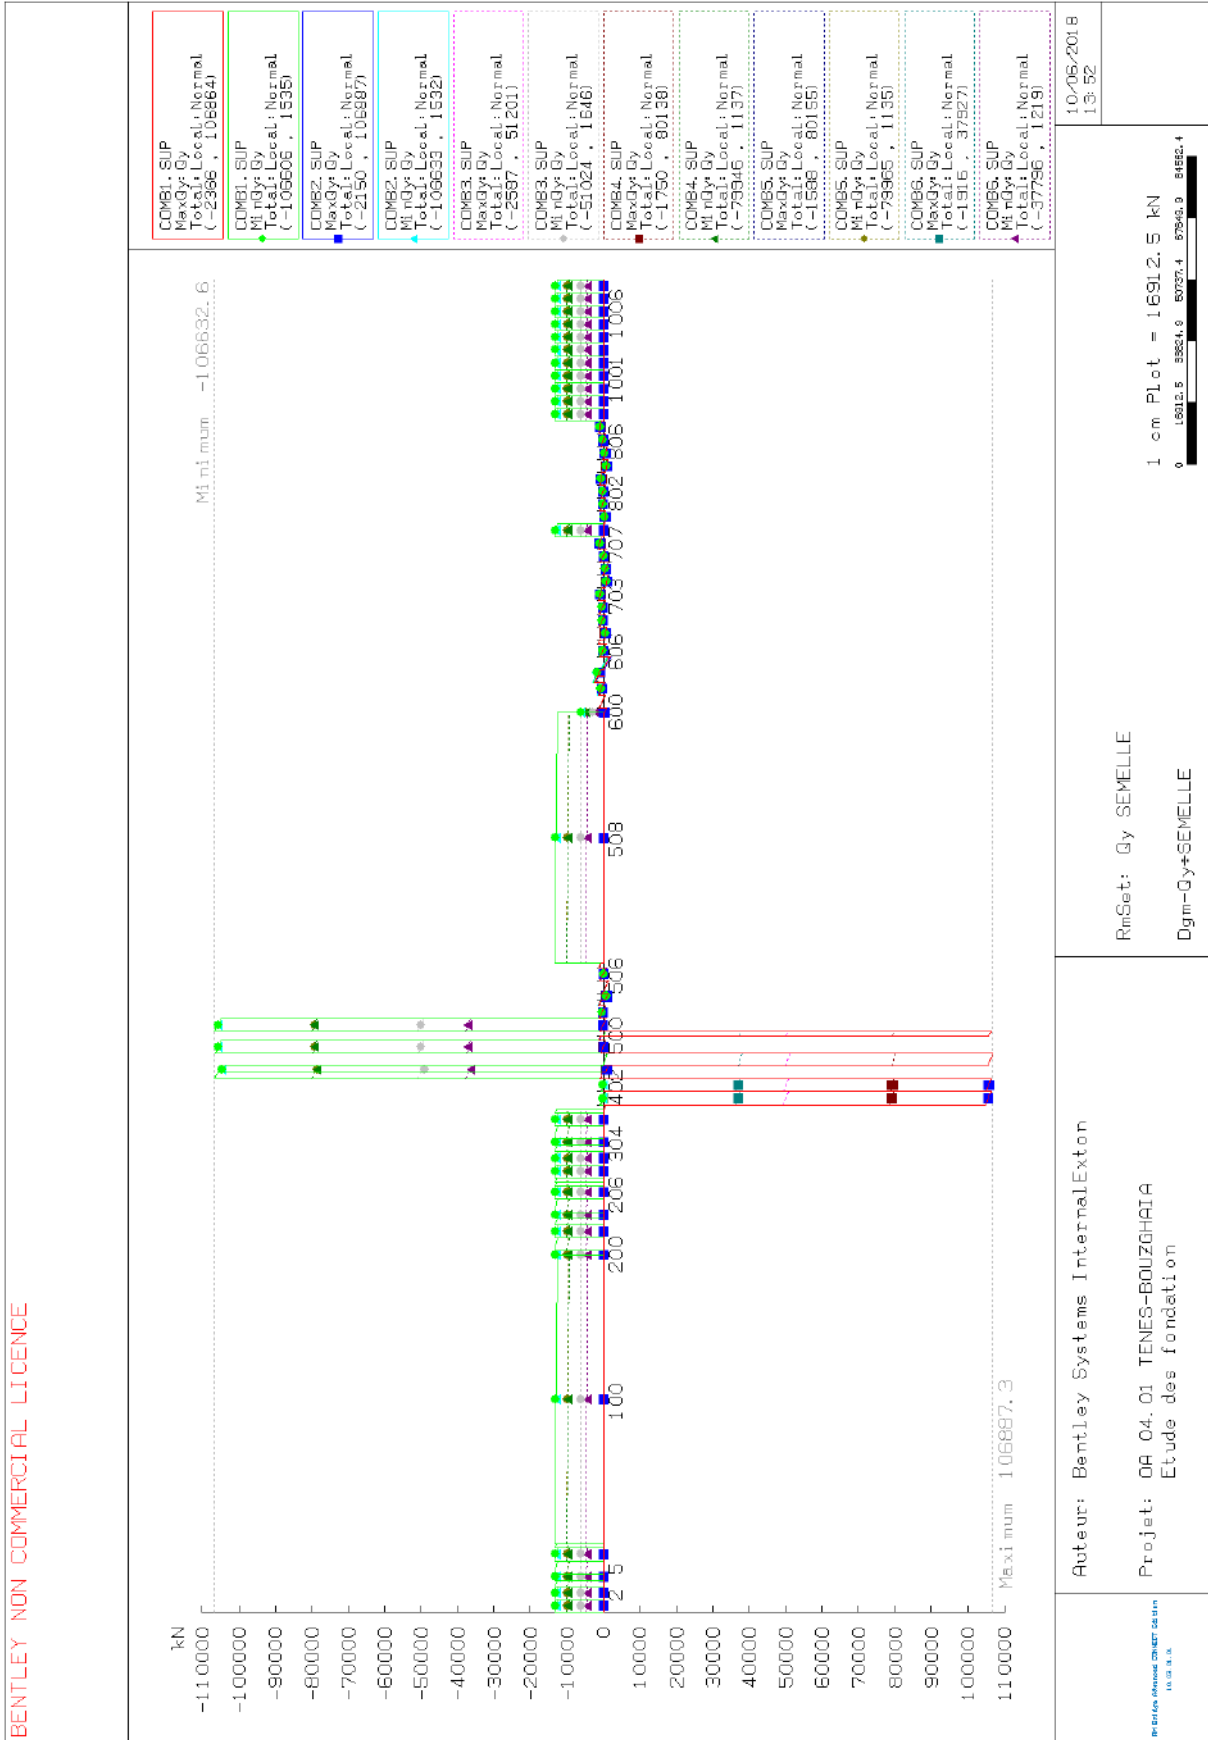 BENTLEY NON COMMERCIAL LICENCE
kN
-110000
-100000
-90000
-80000
-70000
-60000
-50000
-40000
-30000
-20000
-10000
0
10000
20000
30000
40000
50000
60000
70000
80000
90000
100000
110000
Minimum -106632.6
Maximum 106887.3
2
5
100
200
206
304
402
500
506
508
600
606
703
707
802
806
1001
1006
COMB1.SUP
MaxQy:Qy
Total:Local:Normal
(-2366 , 106864)
COMB1.SUP
MinQy:Qy
Total:Local:Normal
(-106606 , 1535)
COMB2.SUP
MaxQy:Qy
Total:Local:Normal
(-2150 , 106887)
COMB2.SUP
MinQy:Qy
Total:Local:Normal
(-106633 , 1532)
COMB3.SUP
MaxQy:Qy
Total:Local:Normal
(-2587 , 51201)
COMB3.SUP
MinQy:Qy
Total:Local:Normal
(-51024 , 1646)
COMB4.SUP
MaxQy:Qy
Total:Local:Normal
(-1750 , 80138)
COMB4.SUP
MinQy:Qy
Total:Local:Normal
(-79946 , 1137)
COMB5.SUP
MaxQy:Qy
Total:Local:Normal
(-1588 , 80155)
COMB5.SUP
MinQy:Qy
Total:Local:Normal
(-79965 , 1135)
COMB6.SUP
MaxQy:Qy
Total:Local:Normal
(-1916 , 37927)
COMB6.SUP
MinQy:Qy
Total:Local:Normal
(-37796 , 1219)
Auteur: Bentley Systems InternalExton
Projet: OA 04.01 TENES-BOUZGHAIA
Etude des fondation
RmSet: Qy SEMELLE
Dgm-Qy+SEMELLE
1 cm Plot = 16912.5 kN
0 16912.5 33824.9 50737.4 67649.9 84562.4
10/06/2018
13:52